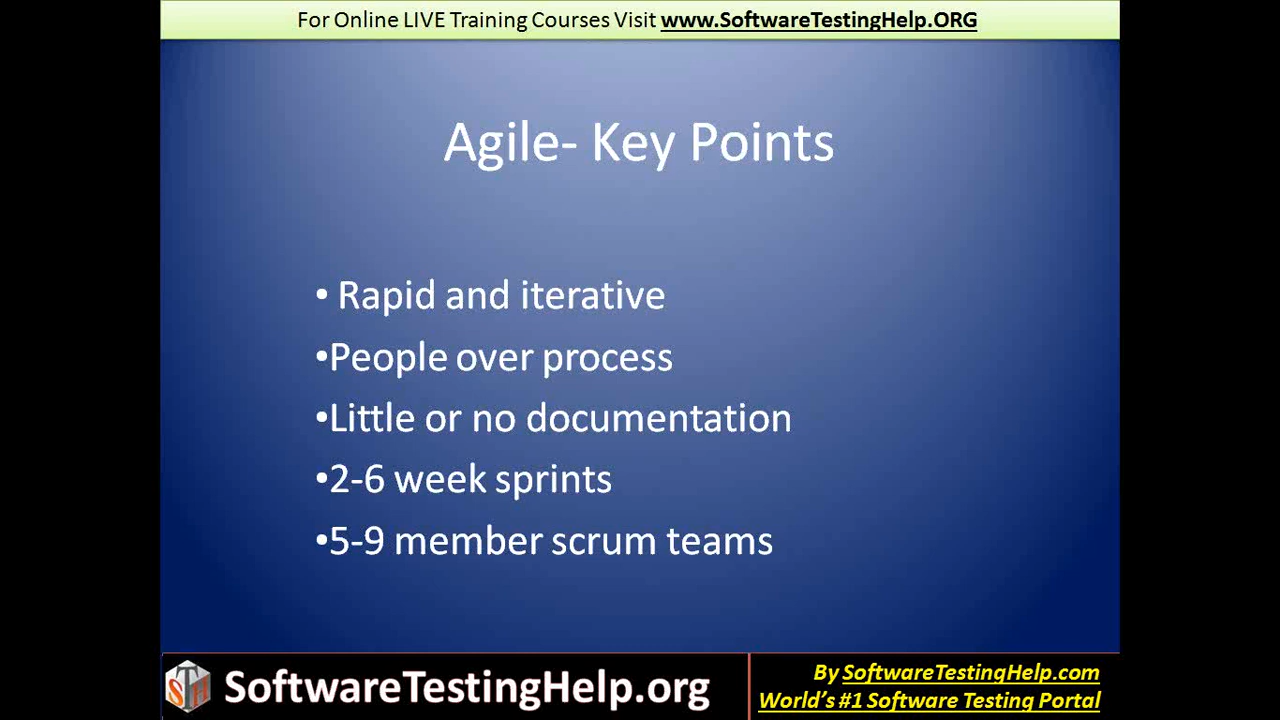 For Online LIVE Training Courses Visit www.SoftwareTestingHelp.ORG
Agile- Key Points
• Rapid and iterative
•People over process
•Little or no documentation
•2-6 week sprints
•5-9 member scrum teams
STH
SoftwareTestingHelp.org
By SoftwareTestingHelp.com
World's #1 Software Testing Portal